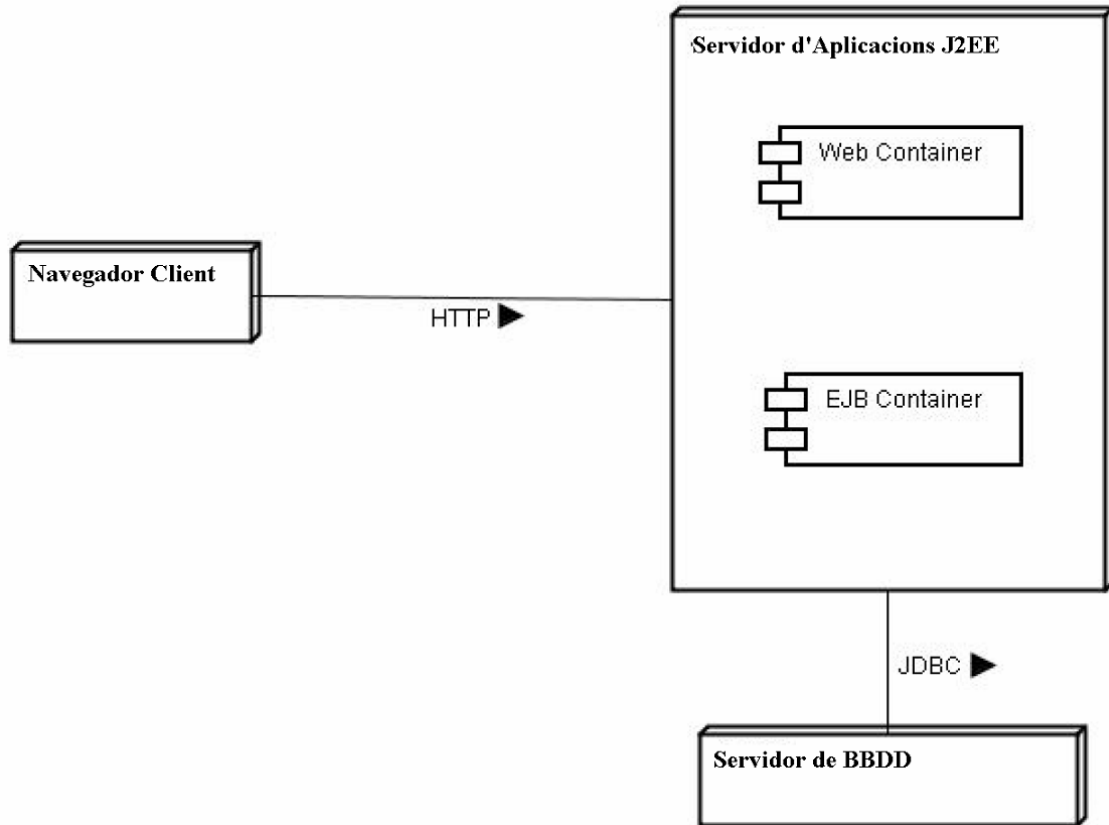 Servidor d'Aplicacions J2EE
Web Container
Navegador Client
HTTP
EJB Container
JDBC
Servidor de BBDD